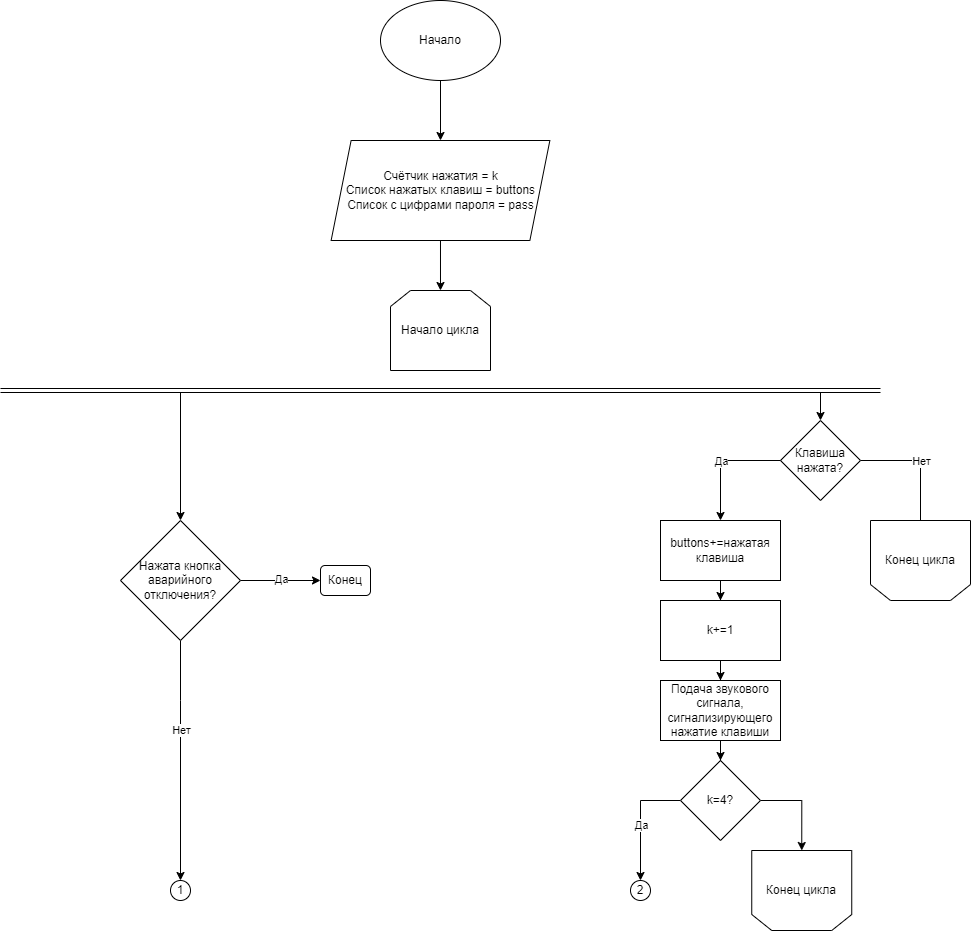 Начало
Счётчик нажатия = k
Список нажатых клавиш = buttons
Список с цифрами пароля = pass
Начало цикла
Клавиша
нажата?
Да
Нет
buttons+=нажатая
клавиша
Конец цикла
Нажата кнопка
аварийного
отключения?
Да
Конец
k+=1
Подача звукового
сигнала,
сигнализирующего
нажатие клавиши
Нет
k=4?
Да
1
2
Конец цикла